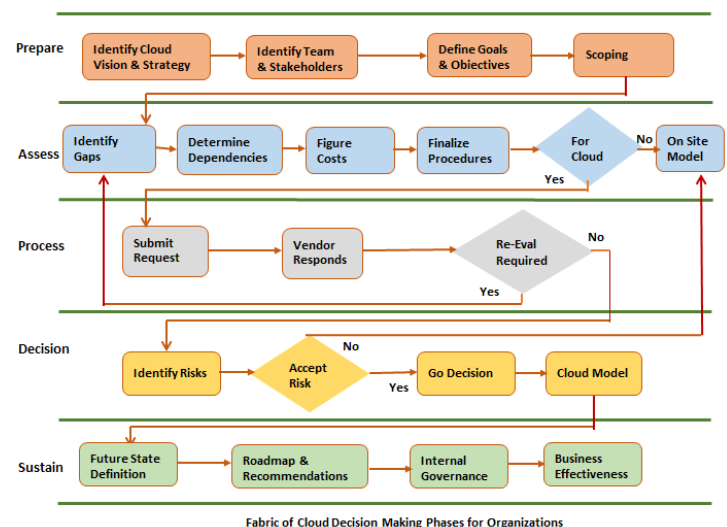 Prepare
Identify Cloud
Vision & Strategy
Identify Team
& Stakeholders
Define Goals
& Obiectives
Scoping
Assess
Identify
Gaps
Determine
Dependencies
Figure
Costs
Finalize
Procedures
For
Cloud
No
On Site
Model
Yes
Process
Submit
Request
Vendor
Responds
Re-Eval
Required
No
Yes
Decision
Identify Risks
Accept
Risk
No
Yes
Go Decision
Cloud Model
Sustain
Future State
Definition
Roadmap &
Recommendations
Internal
Governance
Business
Effectiveness
Fabric of Cloud Decision Making Phases for Organizations